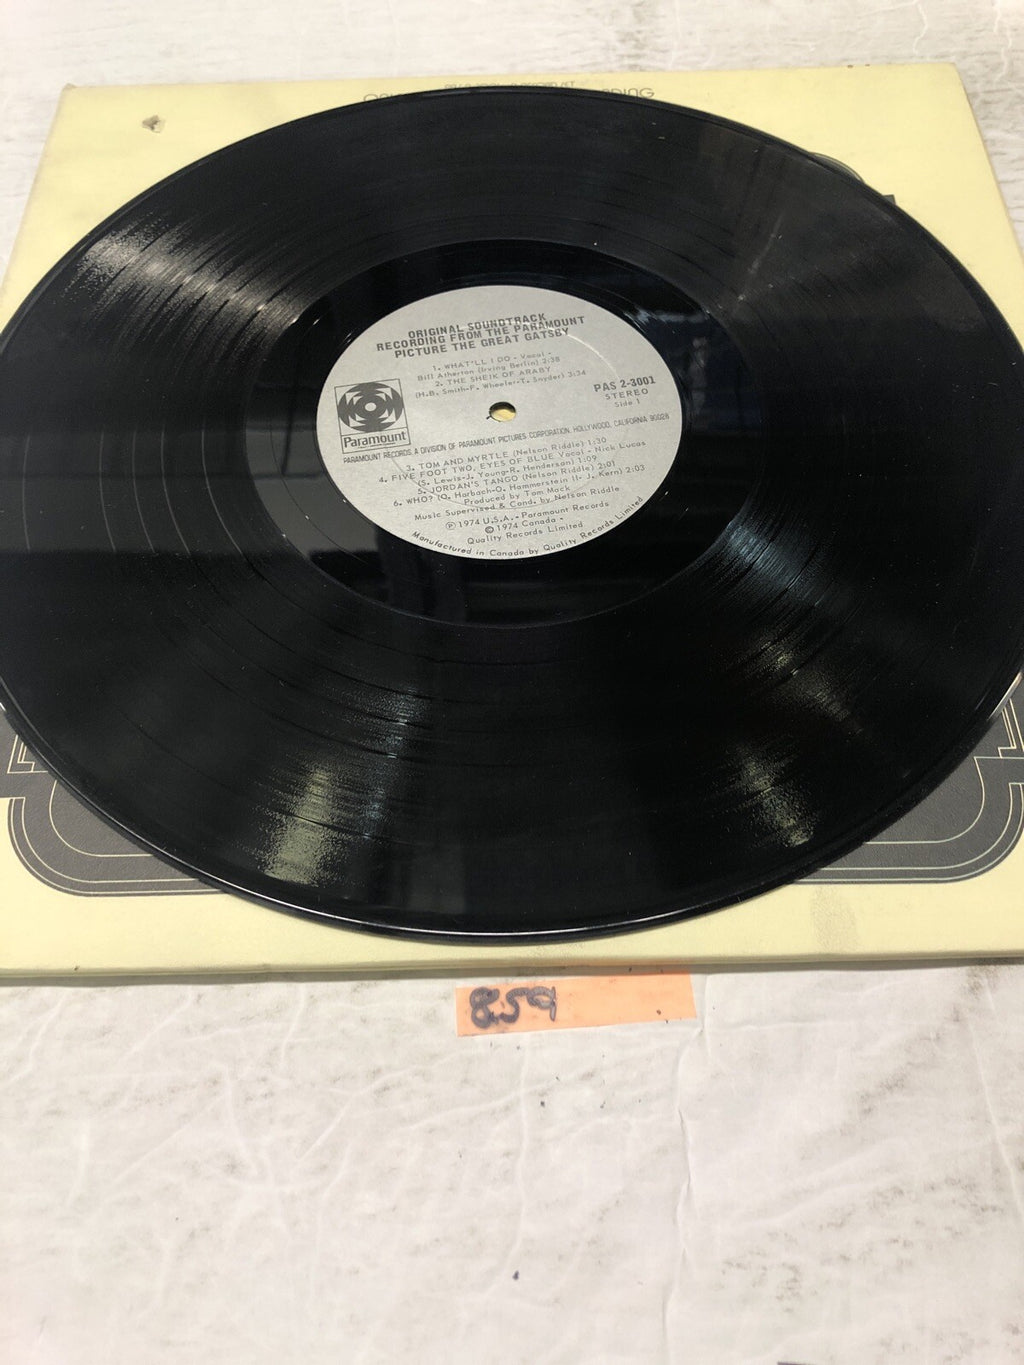 ORIGINAL SOUNDTRACK
RECORDING FROM THE PARAMOUNT
PICTURE THE GREAT GATSBY
1. WHAT'LL I DO - Vocal -
Bill Atherton (Irving Berlin) 2:38
2. THE SHEIK OF ARABY
(H.B. Smith-F. Wheeler-T. Snyder) 3:34
PAS 2-3001
STEREO
Side 1
Paramount
PARAMOUNT RECORDS, A DIVISION OF PARAMOUNT PICTURES CORPORATION, HOLLYWOOD, CALIFORNIA 90028
3. TOM AND MYRTLE (Nelson Riddle) 1:30
4. FIVE FOOT TWO, EYES OF BLUE Vocal - Nick Lucas
(S. Lewis-J. Young-R. Henderson) 1:09
5. JORDAN'S TANGO (Nelson Riddle) 2:01
6. WHO? (O. Harbach-O. Hammerstein II- J. Kern) 2:03
Produced by Tom Mack
Music Supervised & Cond. by Nelson Riddle
℗ 1974 U.S.A. - Paramount Records
© 1974 Canada -
Quality Records Limited
Manufactured in Canada by Quality Records Limited
859